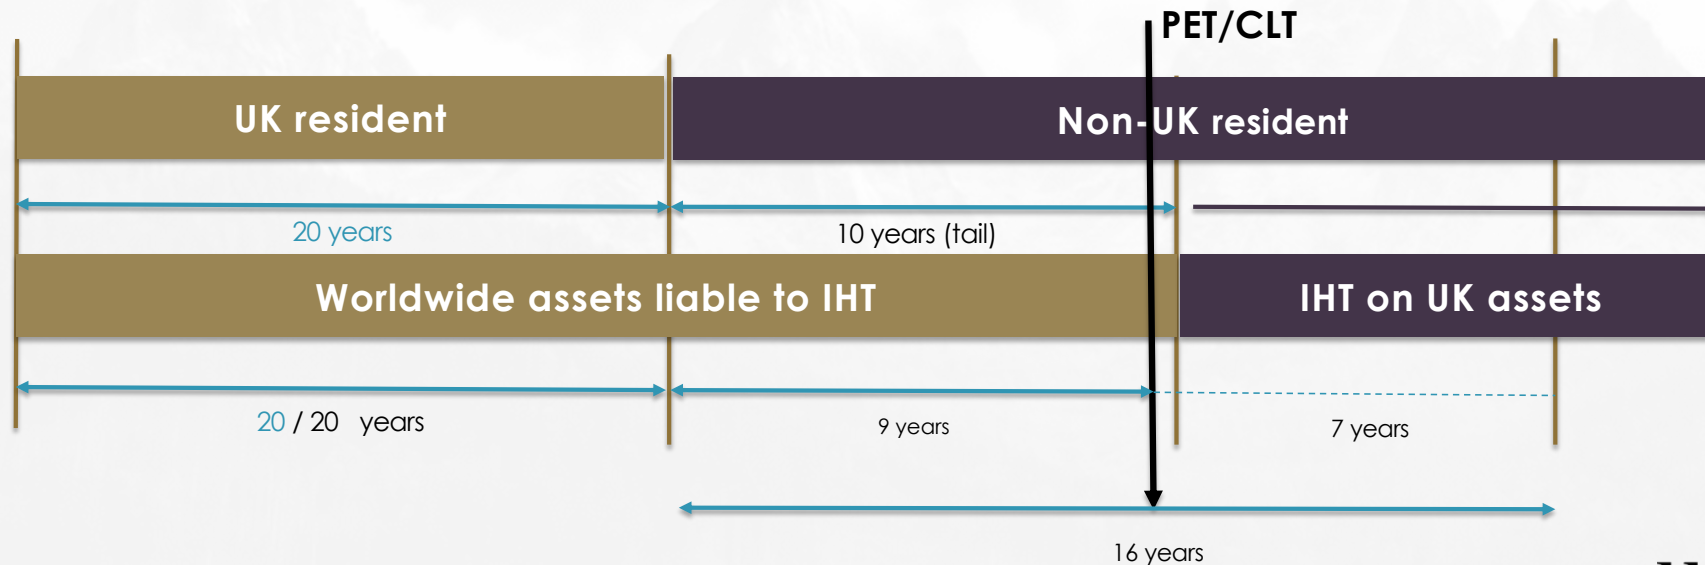 PET/CLT
UK resident
Non-UK resident
20 years
10 years (tail)
Worldwide assets liable to IHT
IHT on UK assets
20 / 20 years
9 years
7 years
16 years